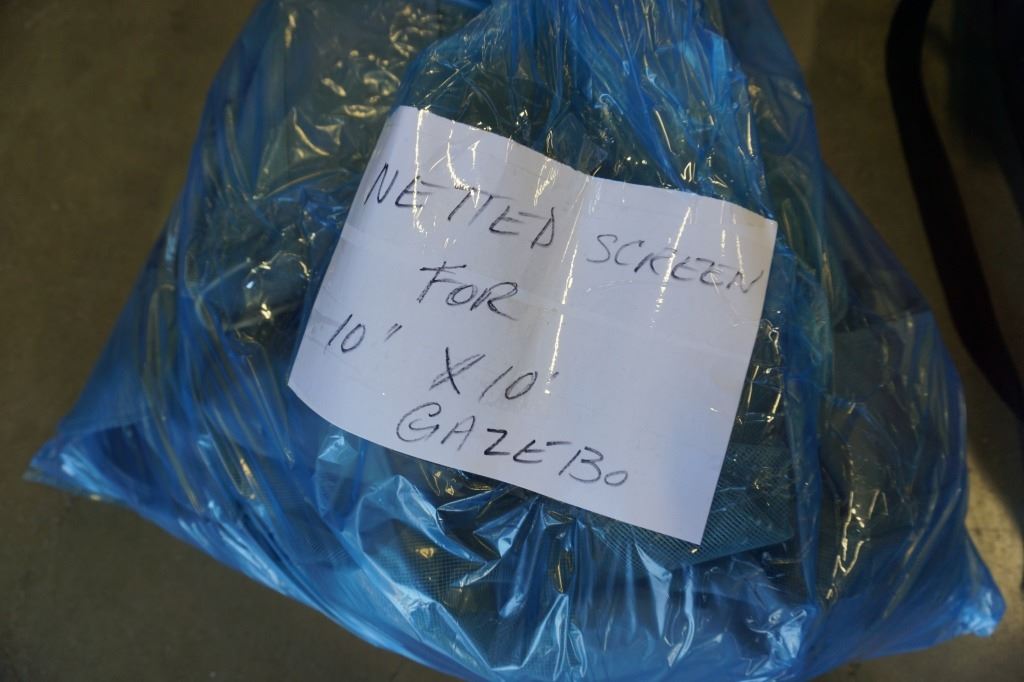 NETTED SCREEN
FOR
10" X 10'
GAZEBO